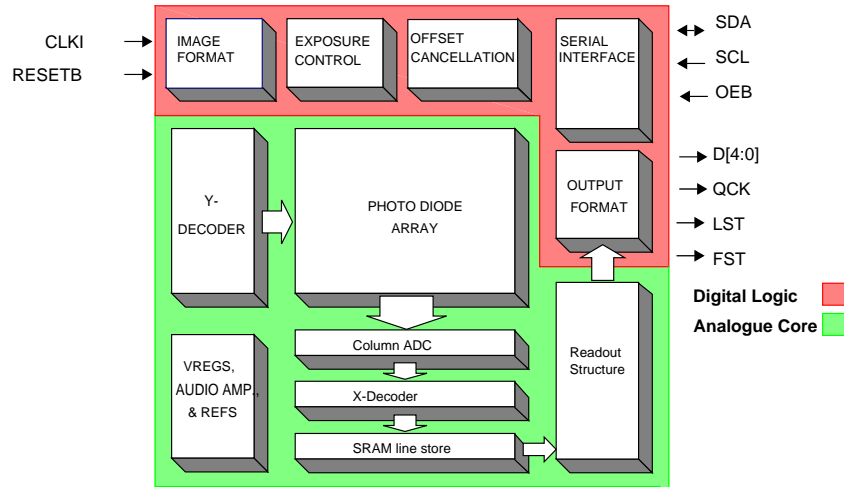 CLKI
RESETB
IMAGE
FORMAT
EXPOSURE
CONTROL
OFFSET
CANCELLATION
SERIAL
INTERFACE
SDA
SCL
OEB
Y-
DECODER
PHOTO DIODE
ARRAY
OUTPUT
FORMAT
D[4:0]
QCK
LST
FST
Digital Logic
Analogue Core
VREGS,
AUDIO AMP.,
& REFS
Column ADC
X-Decoder
SRAM line store
Readout
Structure